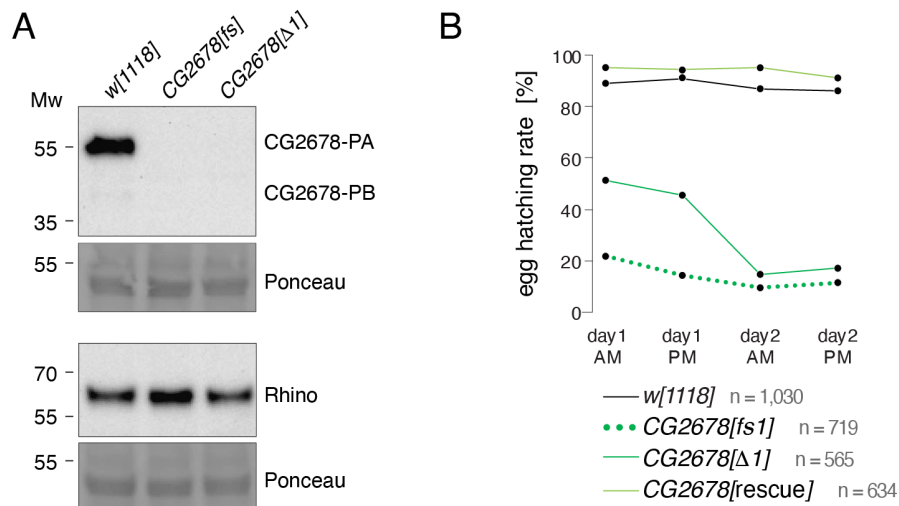 A
w[1118]
CG2678[fs]
CG2678[Δ1]
Mw
55
35
CG2678-PA
CG2678-PB
55
Ponceau
70
55
Rhino
55
Ponceau
B
egg hatching rate [%]
100
80
60
40
20
0
day1 AM
day1 PM
day2 AM
day2 PM
w[1118] n = 1,030
CG2678[fs1] n = 719
CG2678[Δ1] n = 565
CG2678[rescue] n = 634